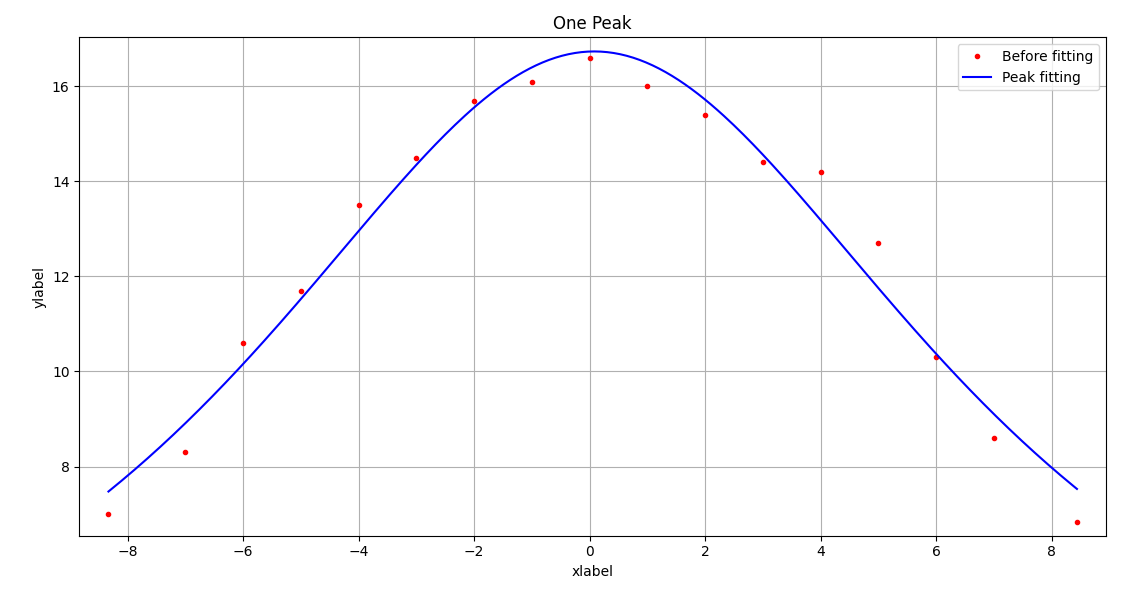 One Peak
Before fitting
Peak fitting
16
14
12
10
8
ylabel
−8
−6
−4
−2
0
2
4
6
8
xlabel